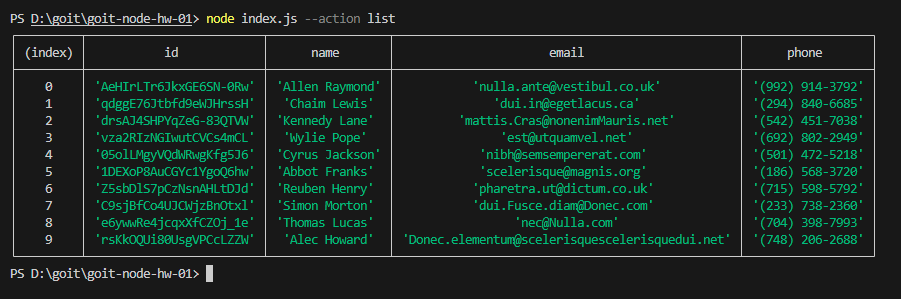 PS D:\goit\goit-node-hw-01> node index.js --action list
(index) id name email phone
0 'AeHIrLTr6JkxGE6SN-0Rw' 'Allen Raymond' 'nulla.ante@vestibul.co.uk' '(992) 914-3792'
1 'qdggE76Jtbfd9eWJHrssH' 'Chaim Lewis' 'dui.in@egetlacus.ca' '(294) 840-6685'
2 'drsAJ4SHPYqZeG-83QTVW' 'Kennedy Lane' 'mattis.Cras@nonenimMauris.net' '(542) 451-7038'
3 'vza2RIzNGIwutCVCs4mCL' 'Wylie Pope' 'est@utquamvel.net' '(692) 802-2949'
4 '05olLMgyVQdWRwgKfg5J6' 'Cyrus Jackson' 'nibh@semsempererat.com' '(501) 472-5218'
5 '1DEXoP8AuCGYc1YgoQ6hw' 'Abbot Franks' 'scelerisque@magnis.org' '(186) 568-3720'
6 'Z5sbDlS7pCzNsnAHLtDJd' 'Reuben Henry' 'pharetra.ut@dictum.co.uk' '(715) 598-5792'
7 'C9sjBfCo4UJCWjzBnOtxl' 'Simon Morton' 'dui.Fusce.diam@Donec.com' '(233) 738-2360'
8 'e6ywwRe4jcqxXfCZOj_1e' 'Thomas Lucas' 'nec@Nulla.com' '(704) 398-7993'
9 'rsKkOQUi80UsgVPCcLZZW' 'Alec Howard' 'Donec.elementum@scelerisquescelerisquedui.net' '(748) 206-2688'
PS D:\goit\goit-node-hw-01>